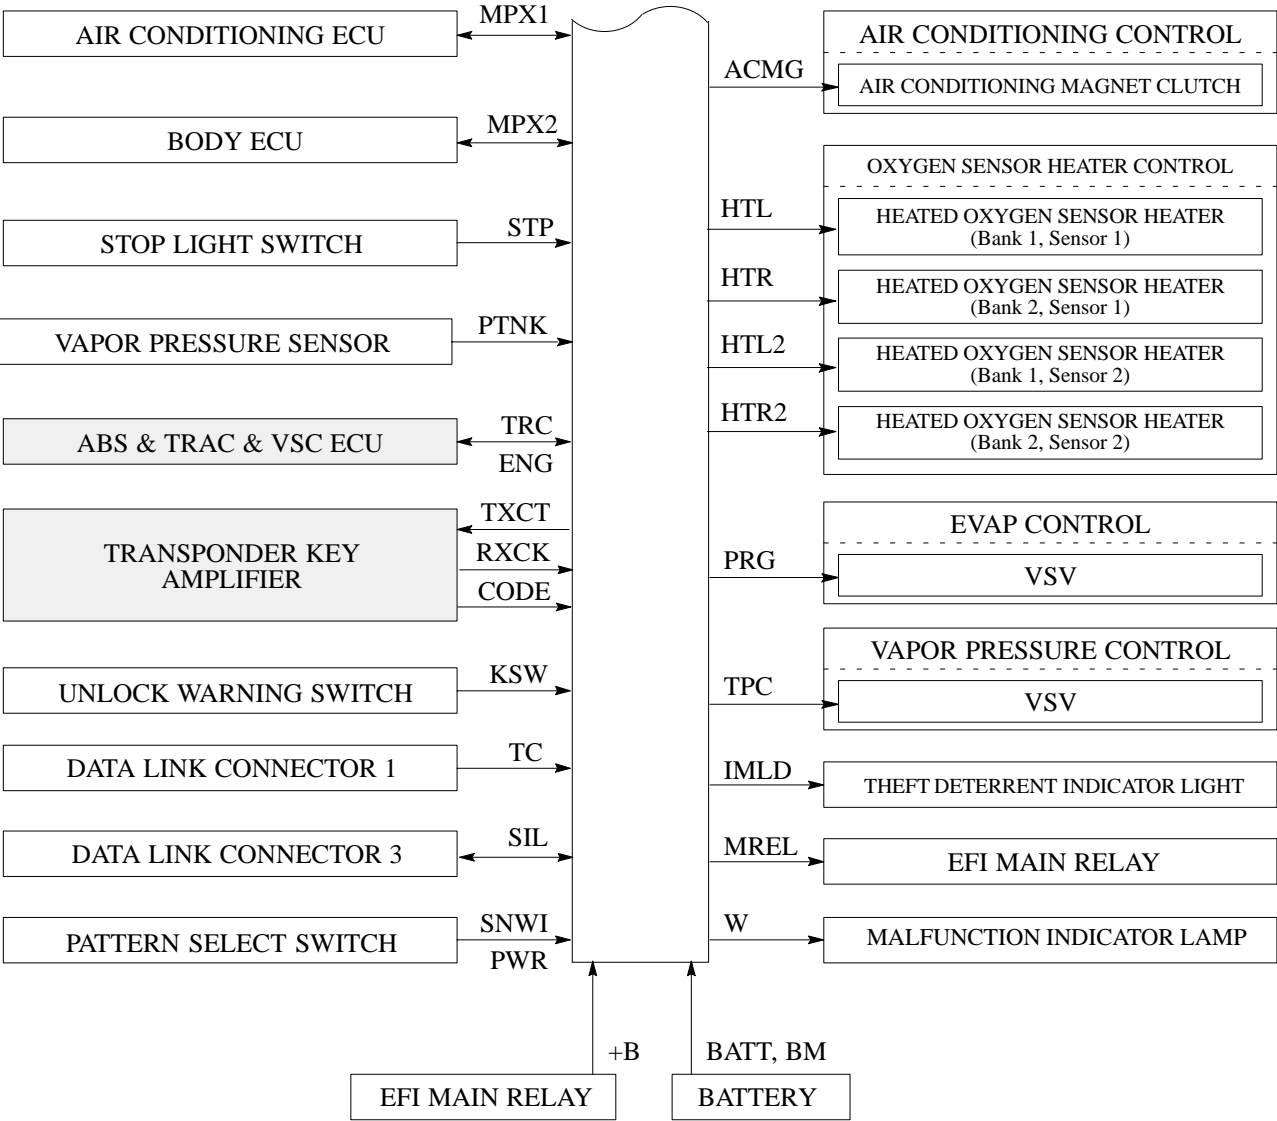 AIR CONDITIONING ECU
MPX1
BODY ECU
MPX2
STOP LIGHT SWITCH
STP
VAPOR PRESSURE SENSOR
PTNK
ABS & TRAC & VSC ECU
TRC
ENG
TRANSPONDER KEY
AMPLIFIER
TXCT
RXCK
CODE
UNLOCK WARNING SWITCH
KSW
DATA LINK CONNECTOR 1
TC
DATA LINK CONNECTOR 3
SIL
PATTERN SELECT SWITCH
SNWI
PWR
ACMG
AIR CONDITIONING CONTROL
AIR CONDITIONING MAGNET CLUTCH
OXYGEN SENSOR HEATER CONTROL
HTL
HEATED OXYGEN SENSOR HEATER
(Bank 1, Sensor 1)
HTR
HEATED OXYGEN SENSOR HEATER
(Bank 2, Sensor 1)
HTL2
HEATED OXYGEN SENSOR HEATER
(Bank 1, Sensor 2)
HTR2
HEATED OXYGEN SENSOR HEATER
(Bank 2, Sensor 2)
EVAP CONTROL
PRG
VSV
VAPOR PRESSURE CONTROL
TPC
VSV
IMLD
THEFT DETERRENT INDICATOR LIGHT
MREL
EFI MAIN RELAY
W
MALFUNCTION INDICATOR LAMP
+B
EFI MAIN RELAY
BATT, BM
BATTERY